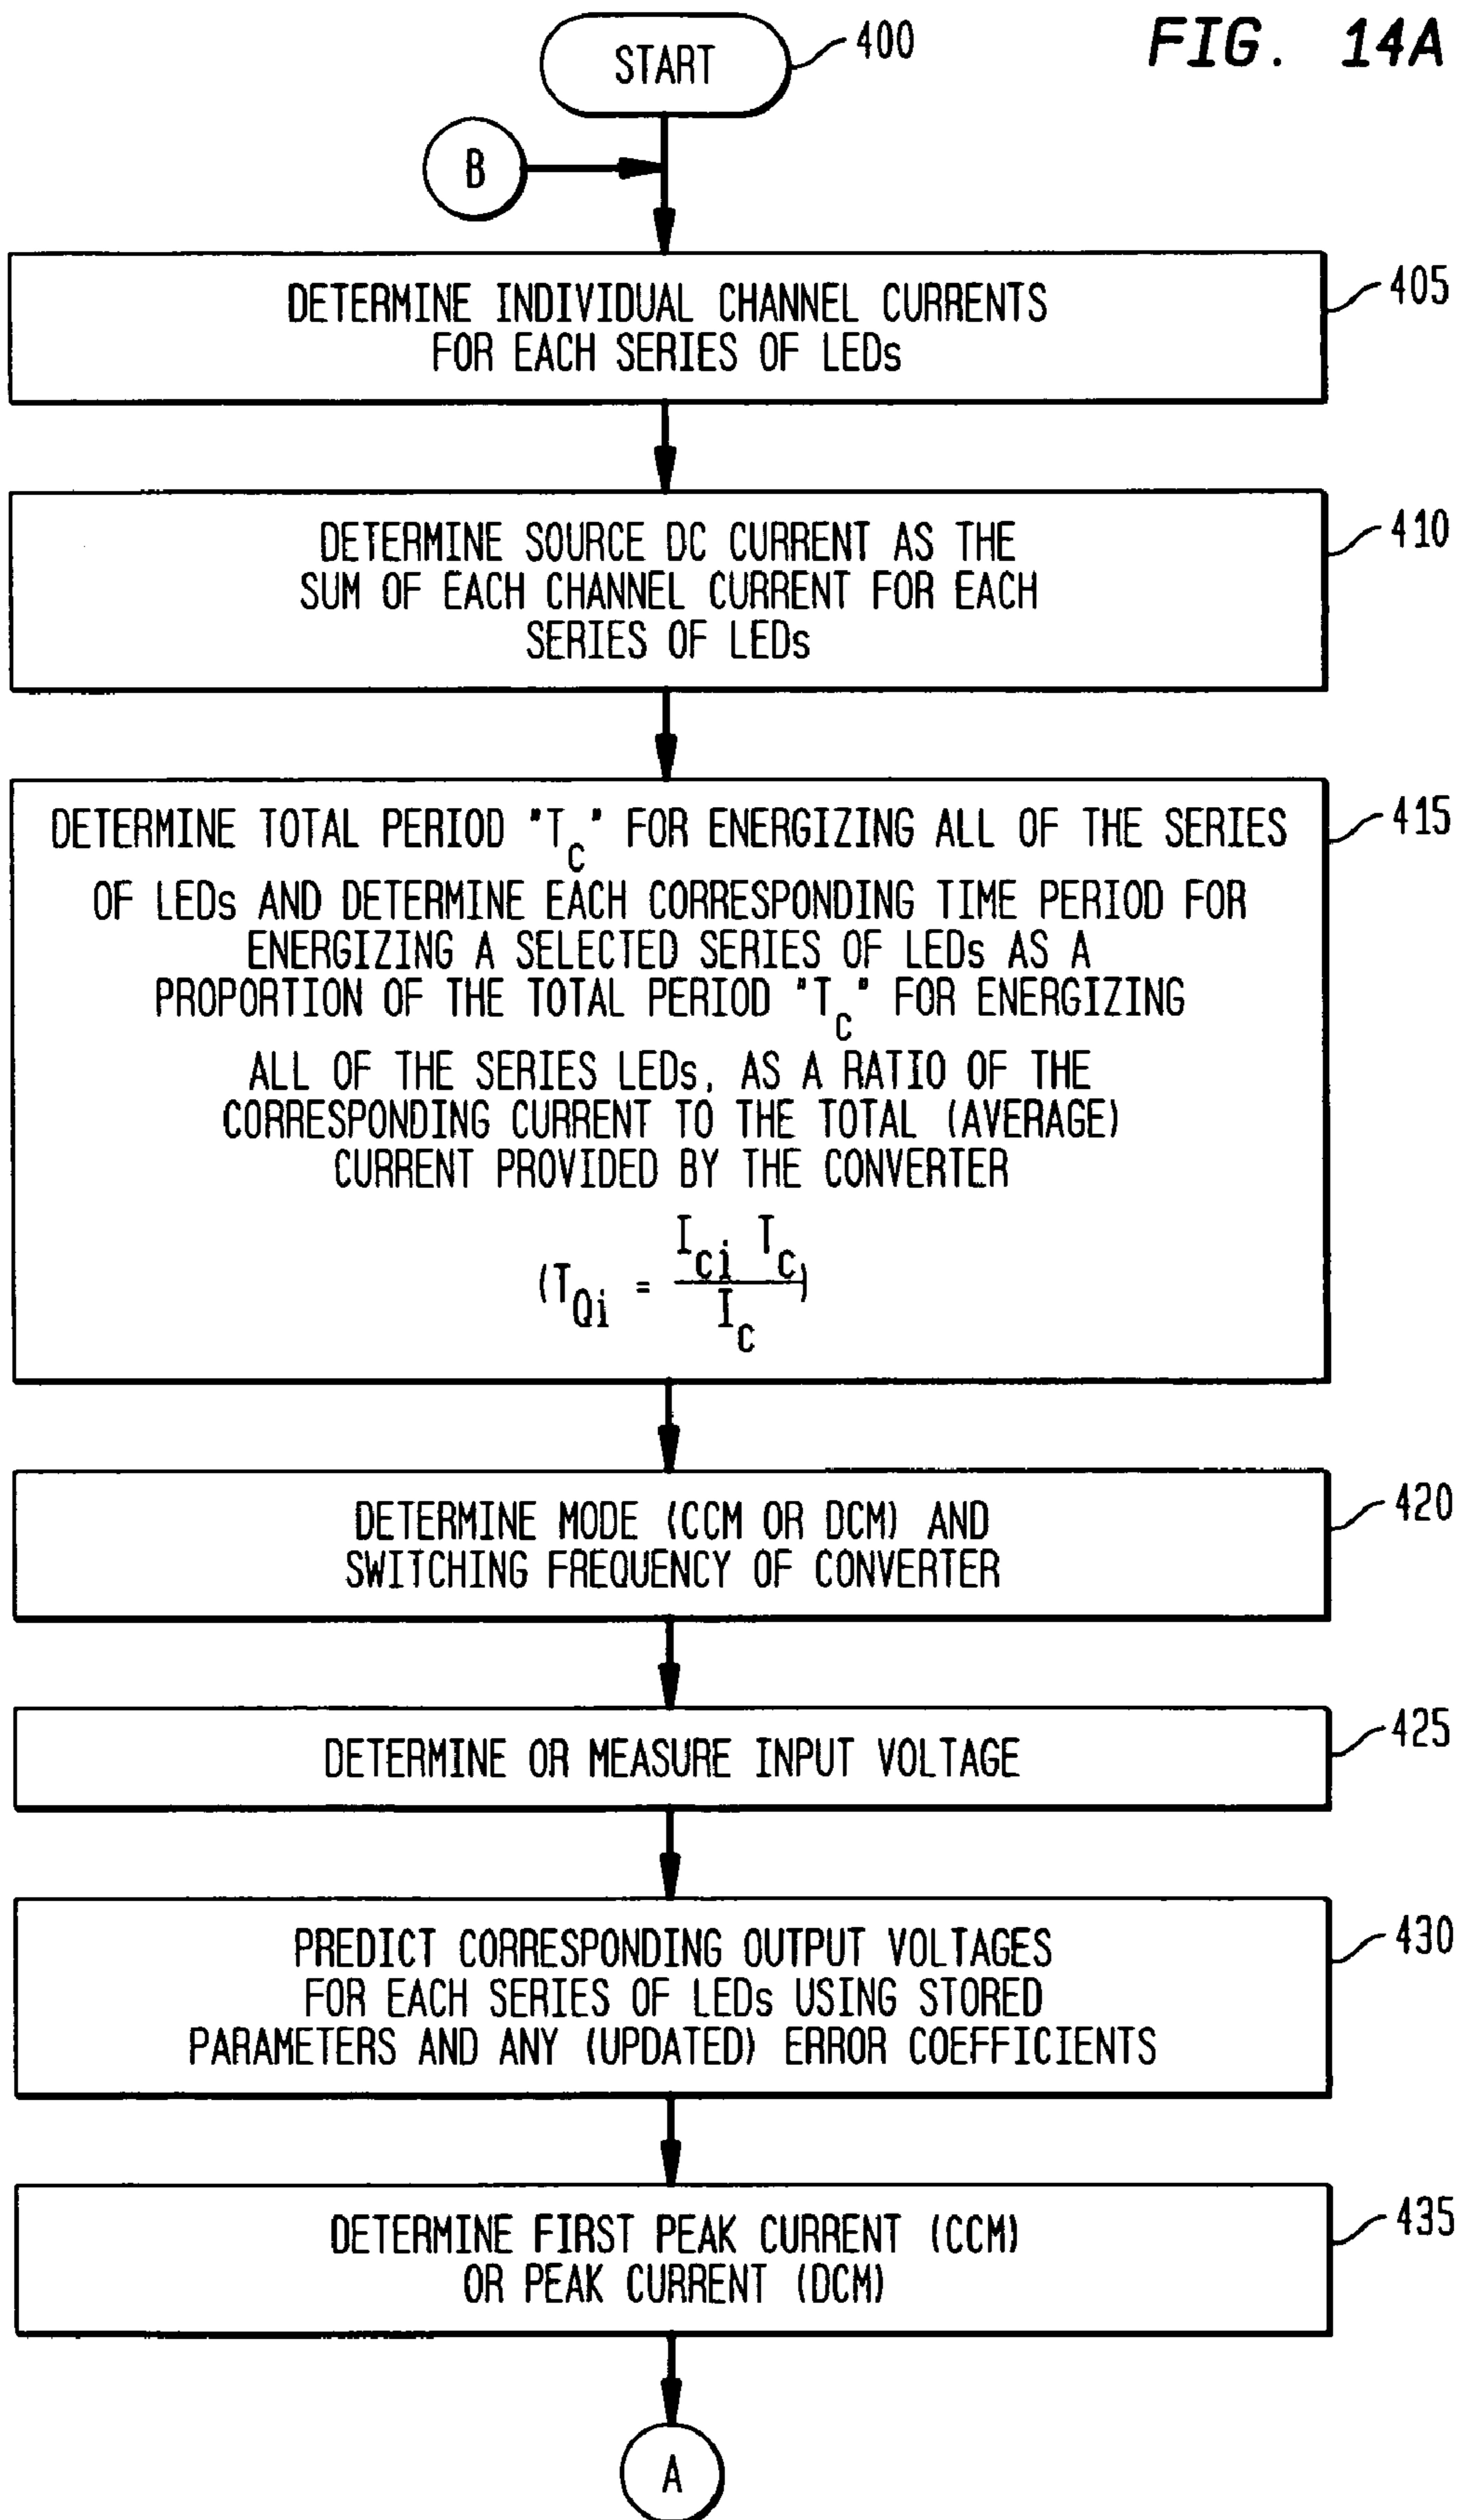 FIG. 14A
START
400
B
DETERMINE INDIVIDUAL CHANNEL CURRENTS
FOR EACH SERIES OF LEDs
405
DETERMINE SOURCE DC CURRENT AS THE
SUM OF EACH CHANNEL CURRENT FOR EACH
SERIES OF LEDs
410
DETERMINE TOTAL PERIOD "T_C" FOR ENERGIZING ALL OF THE SERIES
OF LEDs AND DETERMINE EACH CORRESPONDING TIME PERIOD FOR
ENERGIZING A SELECTED SERIES OF LEDs AS A
PROPORTION OF THE TOTAL PERIOD "T_C" FOR ENERGIZING
ALL OF THE SERIES LEDs, AS A RATIO OF THE
CORRESPONDING CURRENT TO THE TOTAL (AVERAGE)
CURRENT PROVIDED BY THE CONVERTER
(T_Qi = I_ci T_c / I_c)
415
DETERMINE MODE (CCM OR DCM) AND
SWITCHING FREQUENCY OF CONVERTER
420
DETERMINE OR MEASURE INPUT VOLTAGE
425
PREDICT CORRESPONDING OUTPUT VOLTAGES
FOR EACH SERIES OF LEDs USING STORED
PARAMETERS AND ANY (UPDATED) ERROR COEFFICIENTS
430
DETERMINE FIRST PEAK CURRENT (CCM)
OR PEAK CURRENT (DCM)
435
A